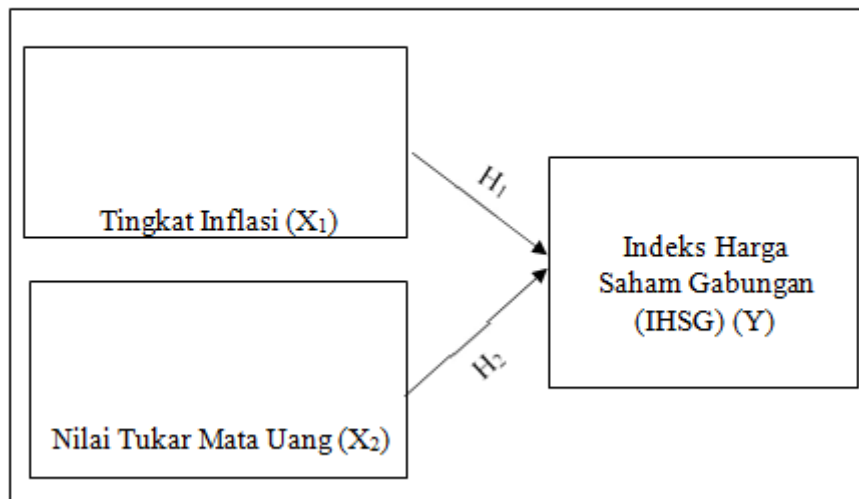 Tingkat Inflasi (X₁)
H₁
Indeks Harga
Saham Gabungan
(IHSG) (Y)
H₂
Nilai Tukar Mata Uang (X₂)